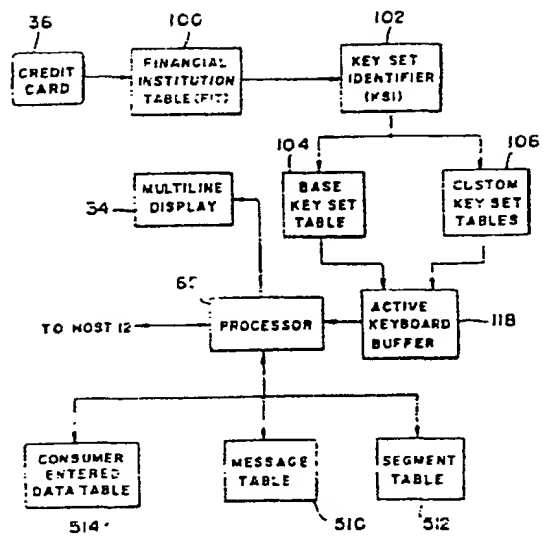 36
100
102
CREDIT
CARD
FINANCIAL
INSTITUTION
TABLE (FIT)
KEY SET
IDENTIFIER
(KSI)
104
106
MULTILINE
DISPLAY
34
BASE
KEY SET
TABLE
CUSTOM
KEY SET
TABLES
65
TO HOST 12
PROCESSOR
ACTIVE
KEYBOARD
BUFFER
118
CONSUMER
ENTERED
DATA TABLE
MESSAGE
TABLE
SEGMENT
TABLE
514
510
512